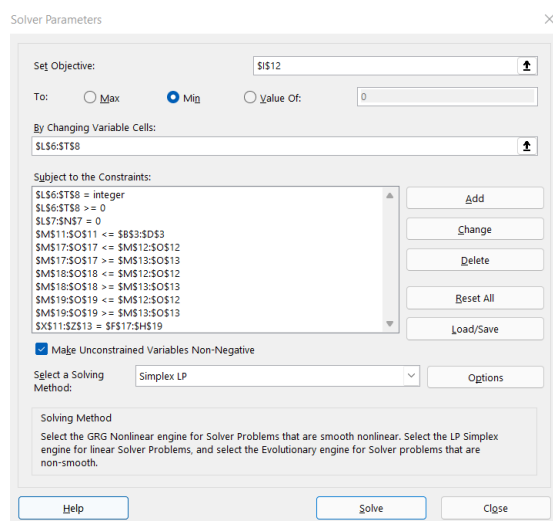 Solver Parameters
Set Objective:
$I$12
To:
Max
Min
Value Of:
0
By Changing Variable Cells:
$L$6:$T$8
Subject to the Constraints:
$L$6:$T$8 = integer
$L$6:$T$8 >= 0
$L$7:$N$7 = 0
$M$11:$O$11 <= $B$3:$D$3
$M$17:$O$17 <= $M$12:$O$12
$M$17:$O$17 >= $M$13:$O$13
$M$18:$O$18 <= $M$12:$O$12
$M$18:$O$18 >= $M$13:$O$13
$M$19:$O$19 <= $M$12:$O$12
$M$19:$O$19 >= $M$13:$O$13
$X$11:$Z$13 = $F$17:$H$19
Add
Change
Delete
Reset All
Load/Save
Make Unconstrained Variables Non-Negative
Select a Solving
Method:
Simplex LP
Options
Solving Method
Select the GRG Nonlinear engine for Solver Problems that are smooth nonlinear. Select the LP Simplex
engine for linear Solver Problems, and select the Evolutionary engine for Solver problems that are
non-smooth.
Help
Solve
Close